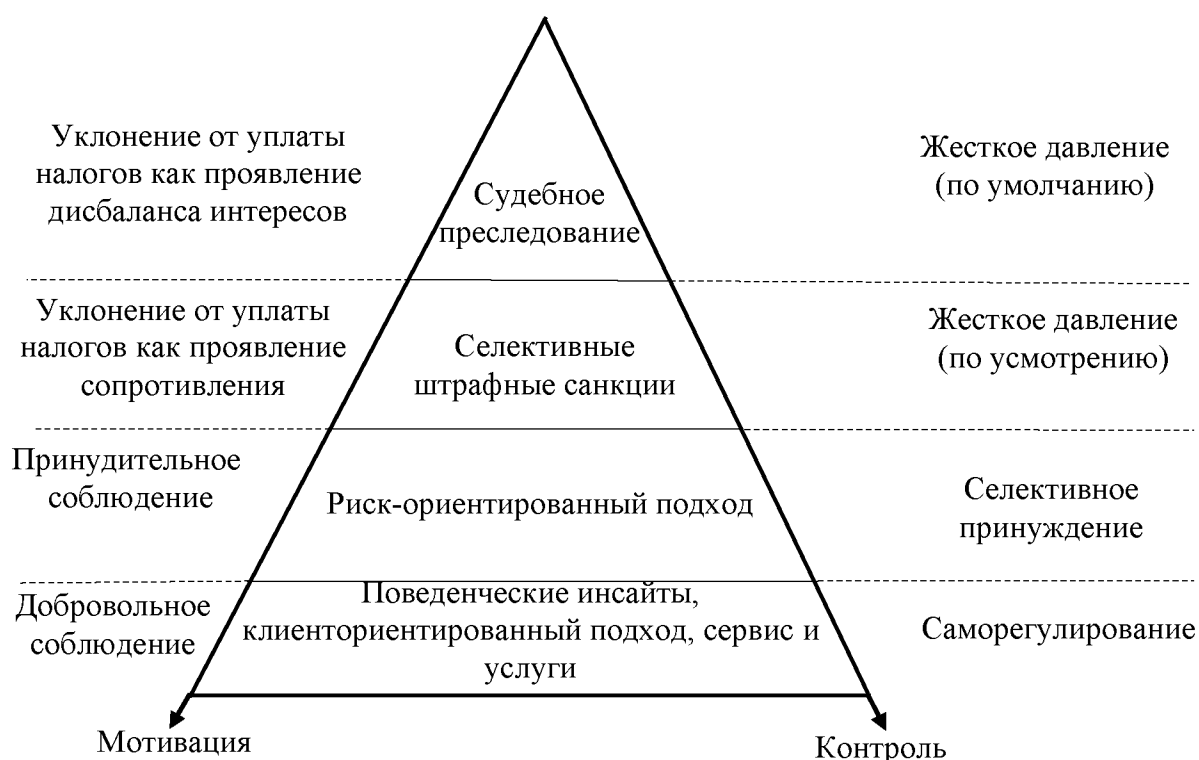 Уклонение от уплаты
налогов как проявление
дисбаланса интересов
Судебное
преследование
Жесткое давление
(по умолчанию)
Уклонение от уплаты
налогов как проявление
сопротивления
Селективные
штрафные санкции
Жесткое давление
(по усмотрению)
Принудительное
соблюдение
Риск-ориентированный подход
Селективное
принуждение
Добровольное
соблюдение
Поведенческие инсайты,
клиенториентированный подход, сервис и
услуги
Саморегулирование
Мотивация
Контроль